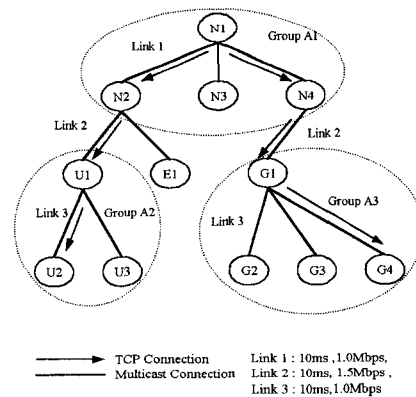 N1
Group A1
Link 1
N2
N3
N4
Link 2
Link 2
U1
E1
G1
Link 3
Group A2
Link 3
Group A3
U2
U3
G2
G3
G4
TCP Connection
Multicast Connection
Link 1 : 10ms ,1.0Mbps,
Link 2 : 10ms, 1.5Mbps ,
Link 3 : 10ms,1.0Mbps